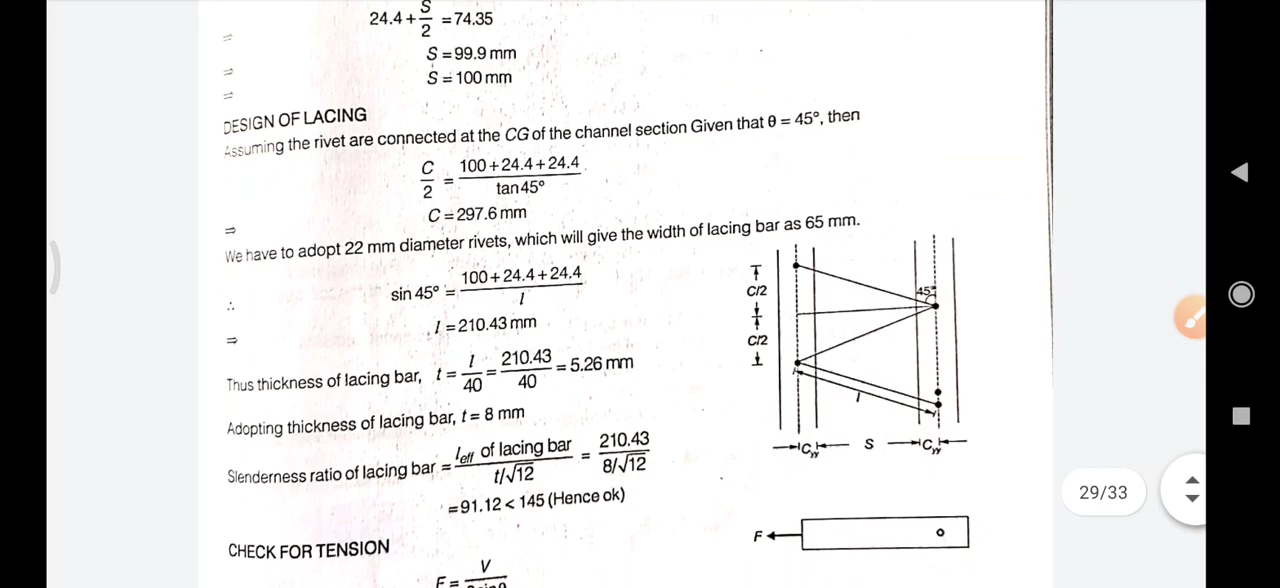 24.4 + S/2 = 74.35
⇒ S = 99.9 mm
⇒ S = 100 mm
⇒
DESIGN OF LACING
Assuming the rivet are connected at the CG of the channel section Given that θ = 45°, then
C/2 = (100 + 24.4 + 24.4)/tan 45°
⇒ C = 297.6 mm
We have to adopt 22 mm diameter rivets, which will give the width of lacing bar as 65 mm.
∴ sin 45° = (100 + 24.4 + 24.4)/l
⇒ l = 210.43 mm
Thus thickness of lacing bar, t = l/40 = 210.43/40 = 5.26 mm
Adopting thickness of lacing bar, t = 8 mm
Slenderness ratio of lacing bar = (l_eff of lacing bar)/(t/√12) = 210.43/(8/√12)
= 91.12 < 145 (Hence ok)
CHECK FOR TENSION
F = V
C/2
C/2
45°
l
C_yy
S
C_yy
F
29/33